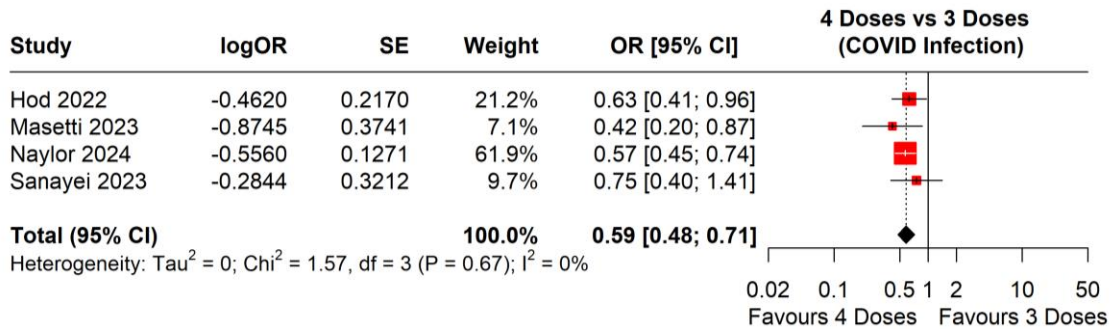 4 Doses vs 3 Doses
Study logOR SE Weight OR [95% CI] (COVID Infection)
Hod 2022 -0.4620 0.2170 21.2% 0.63 [0.41; 0.96]
Masetti 2023 -0.8745 0.3741 7.1% 0.42 [0.20; 0.87]
Naylor 2024 -0.5560 0.1271 61.9% 0.57 [0.45; 0.74]
Sanayei 2023 -0.2844 0.3212 9.7% 0.75 [0.40; 1.41]
Total (95% CI) 100.0% 0.59 [0.48; 0.71]
Heterogeneity: Tau² = 0; Chi² = 1.57, df = 3 (P = 0.67); I² = 0%
0.02 0.1 0.5 1 2 10 50
Favours 4 Doses Favours 3 Doses